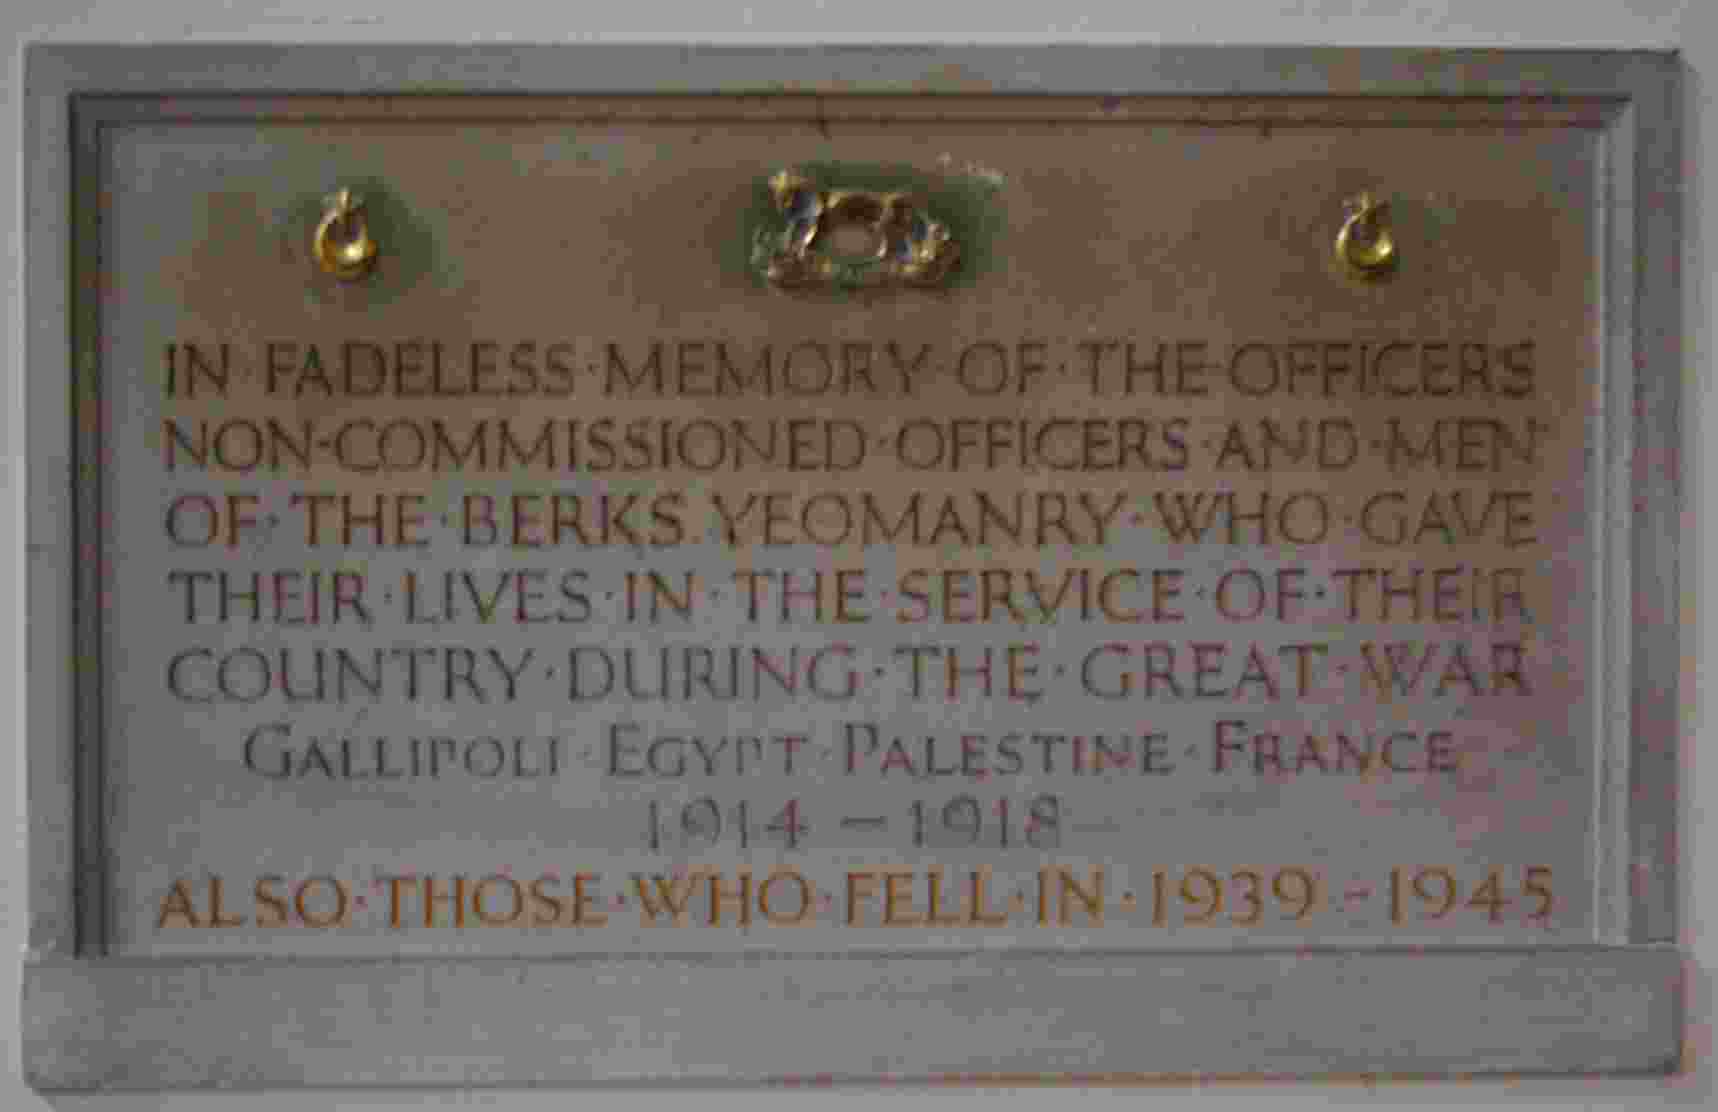 IN FADELESS·MEMORY·OF·THE·OFFICERS
NON-COMMISSIONED·OFFICERS·AND·MEN
OF·THE·BERKS·YEOMANRY·WHO·GAVE
THEIR·LIVES·IN·THE·SERVICE·OF·THEIR
COUNTRY·DURING·THE·GREAT·WAR
GALLIPOLI·EGYPT·PALESTINE·FRANCE
1914 – 1918
ALSO·THOSE·WHO·FELL·IN·1939-1945